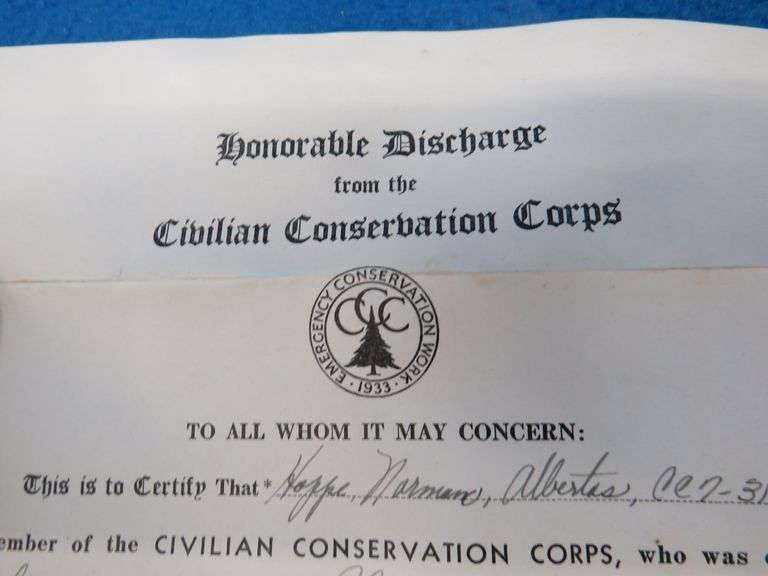 Honorable Discharge
from the
Civilian Conservation Corps
EMERGENCY CONSERVATION WORK
CCC
· 1933 ·
TO ALL WHOM IT MAY CONCERN:
This is to Certify That * Hoppe, Norman, Albertas, CC7-31
ember of the CIVILIAN CONSERVATION CORPS, who was